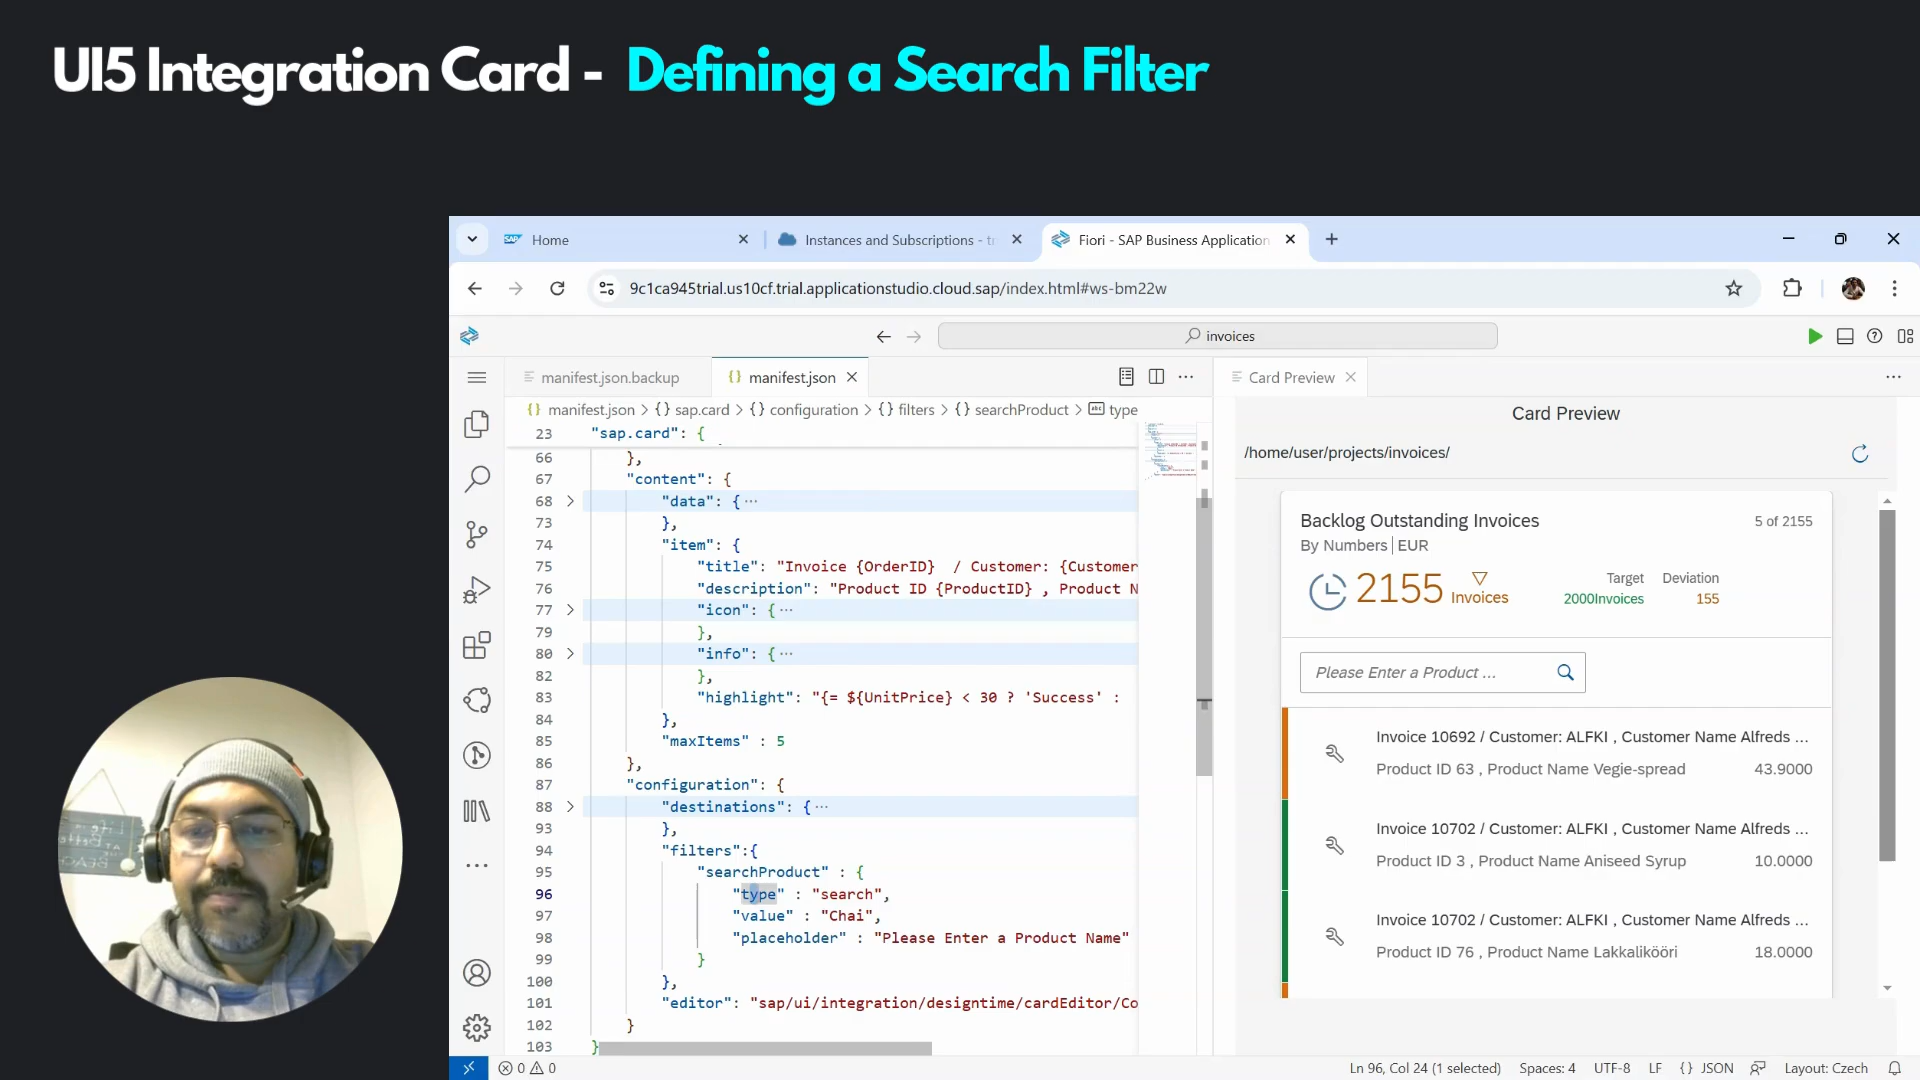 UI5 Integration Card - Defining a Search Filter
Home
Instances and Subscriptions - tr
Fiori - SAP Business Application
9c1ca945trial.us10cf.trial.applicationstudio.cloud.sap/index.html#ws-bm22w
invoices
manifest.json.backup
{} manifest.json
Card Preview
{} manifest.json > {} sap.card > {} configuration > {} filters > {} searchProduct > abc type
23 "sap.card": {
66 },
67 "content": {
68 "data": { ...
73 },
74 "item": {
75 "title": "Invoice {OrderID}  / Customer: {Customer
76 "description": "Product ID {ProductID} , Product N
77 "icon": { ...
79 },
80 "info": { ...
82 },
83 "highlight": "{= ${UnitPrice} < 30 ? 'Success' :
84 },
85 "maxItems" : 5
86 },
87 "configuration": {
88 "destinations": { ...
93 },
94 "filters":{
95 "searchProduct" : {
96 "type" : "search",
97 "value" : "Chai",
98 "placeholder" : "Please Enter a Product Name"
99 }
100 },
101 "editor": "sap/ui/integration/designtime/cardEditor/Co
102 }
103 }
Card Preview
/home/user/projects/invoices/
Backlog Outstanding Invoices
5 of 2155
By Numbers | EUR
2155 Invoices
Target
2000Invoices
Deviation
155
Please Enter a Product ...
Invoice 10692 / Customer: ALFKI , Customer Name Alfreds ...
Product ID 63 , Product Name Vegie-spread
43.9000
Invoice 10702 / Customer: ALFKI , Customer Name Alfreds ...
Product ID 3 , Product Name Aniseed Syrup
10.0000
Invoice 10702 / Customer: ALFKI , Customer Name Alfreds ...
Product ID 76 , Product Name Lakkalikööri
18.0000
0 0
Ln 96, Col 24 (1 selected)
Spaces: 4
UTF-8
LF
{} JSON
Layout: Czech